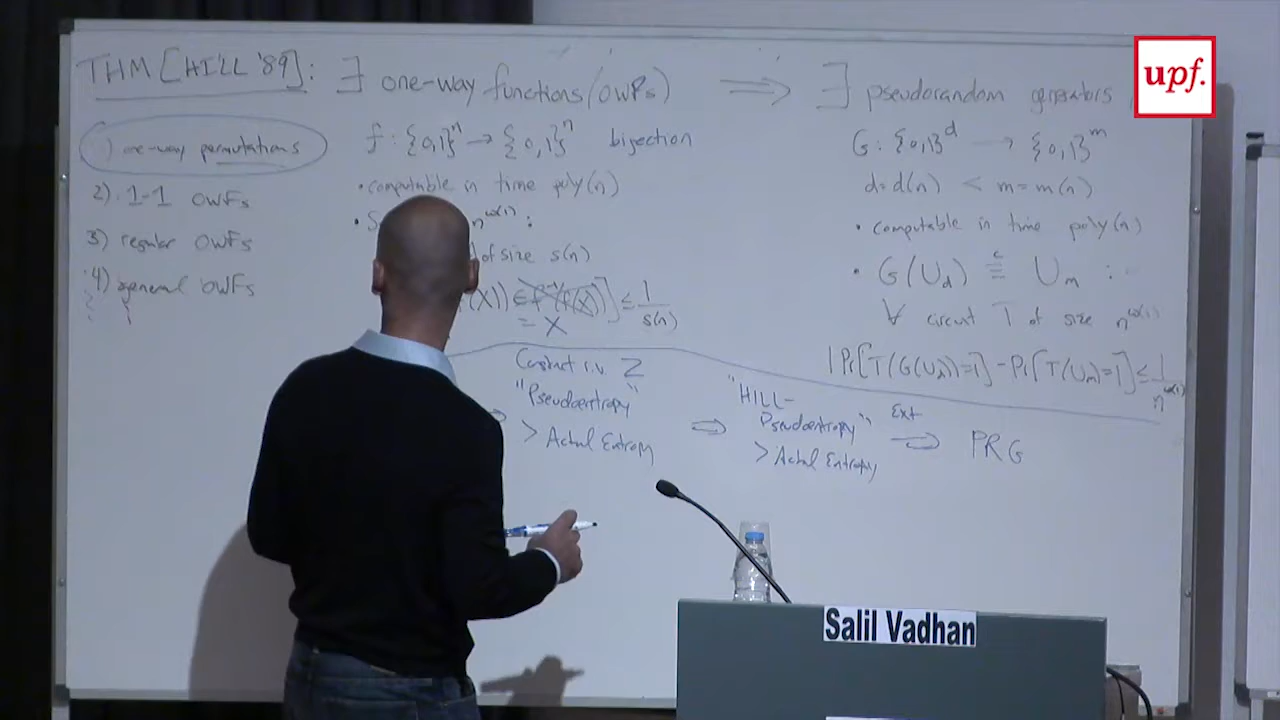 THM [HILL '89]: ∃ one-way functions (OWPs) ⟹ ∃ pseudorandom generators
1) one-way permutations
2) 1-1 OWFs
3) regular OWFs
4) general OWFs
f: {0,1}^n → {0,1}^n bijection
• computable in time poly(n)
n^ω(1) :
of size s(n)
(X)) ∈ f^-1(f(X)) ] ≤ 1/s(n)
= X
G: {0,1}^d → {0,1}^m
d = d(n) < m = m(n)
• computable in time poly(n)
• G(U_d) ≡^c U_m :
∀ circuit T of size n^ω(1)
|Pr[T(G(U_d))=1] - Pr[T(U_m)=1]| ≤ 1/n^ω(1)
Construct r.v. Z
"Pseudoentropy"
> Actual Entropy
⇒
"HILL-
Pseudoentropy"
> Actual Entropy
Ext
⇒ PRG
Salil Vadhan
upf.